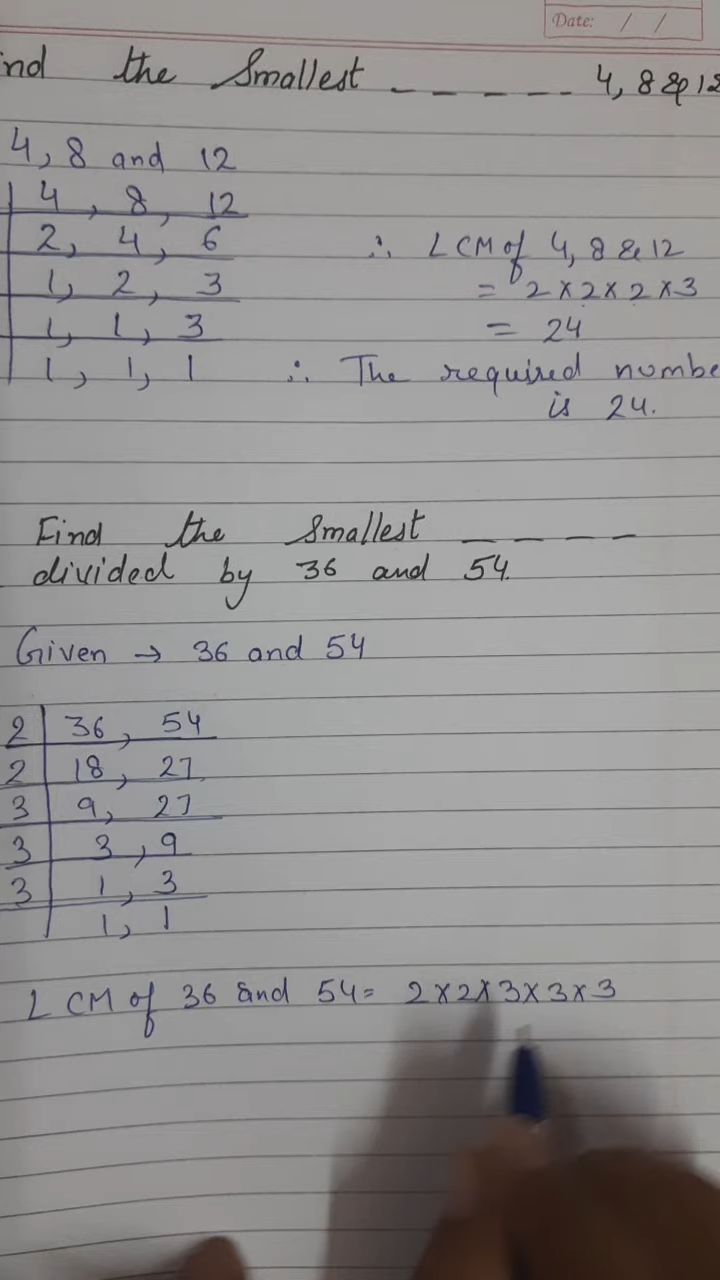 Date: / /
ind the Smallest _ _ _ _ _ 4, 8 & 12
4, 8 and 12
4, 8, 12
2, 4, 6
1, 2, 3
1, 1, 3
1, 1, 1
∴ LCM of 4, 8 & 12
= 2 × 2 × 2 × 3
= 24
∴ The required numbe
is 24.
Find the Smallest _ _ _ _
divided by 36 and 54.
Given → 36 and 54
2 | 36, 54
2 | 18, 27
3 | 9, 27
3 | 3, 9
3 | 1, 3
1, 1
LCM of 36 and 54 = 2×2×3×3×3